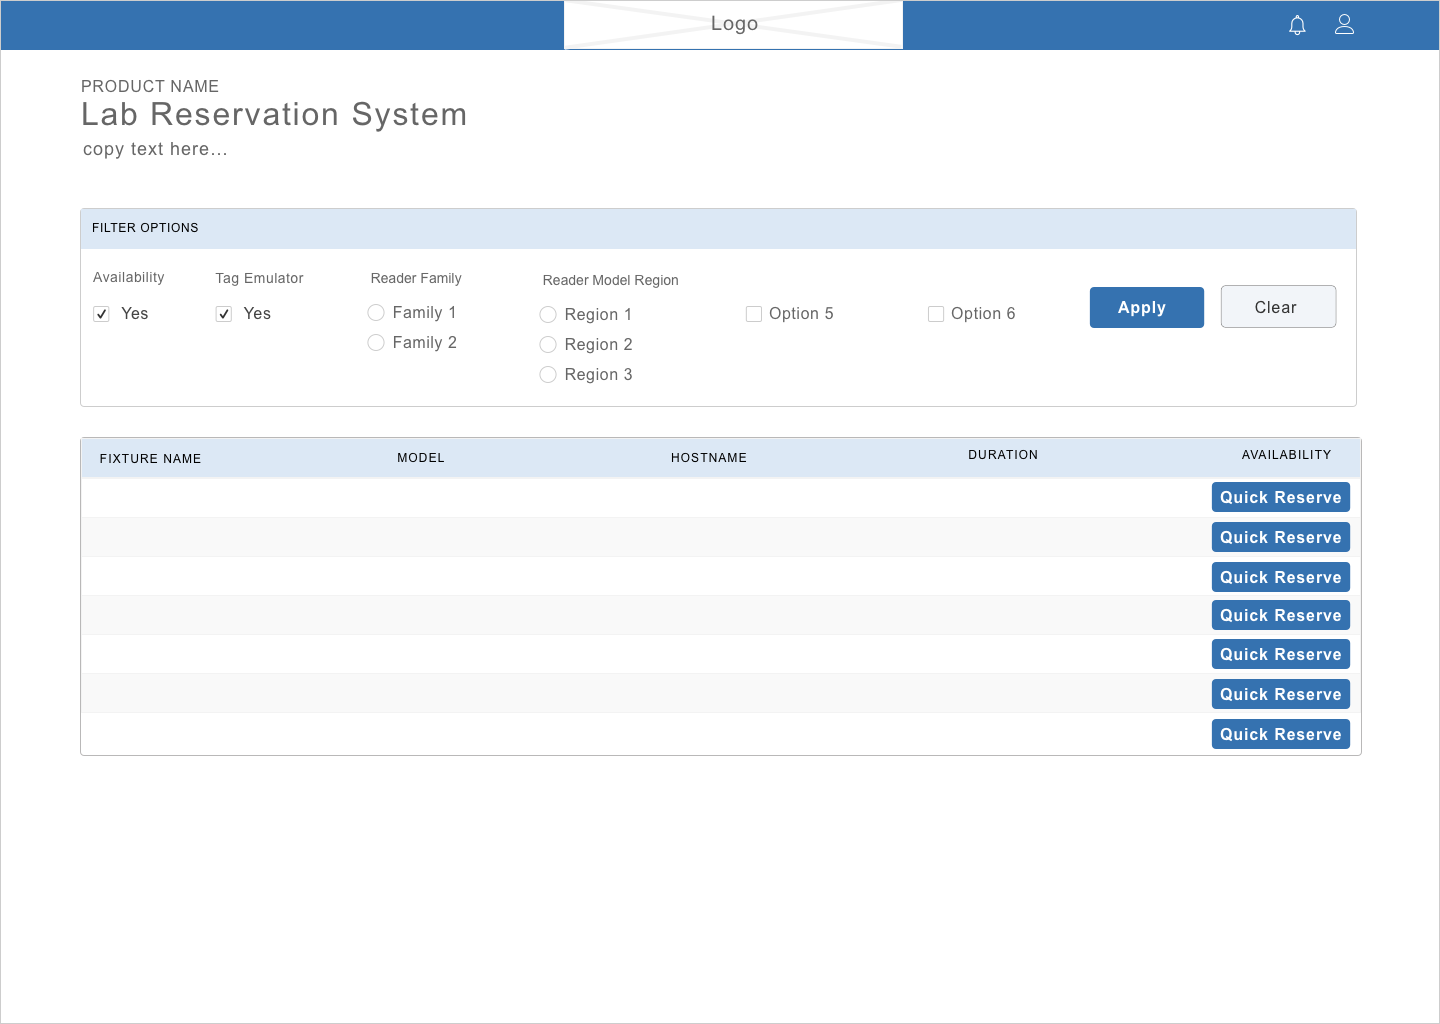 Logo
PRODUCT NAME
Lab Reservation System
copy text here...
FILTER OPTIONS
Availability Tag Emulator Reader Family Reader Model Region
Yes Yes Family 1 Region 1 Option 5 Option 6 Apply Clear
Family 2 Region 2
Region 3
FIXTURE NAME MODEL HOSTNAME DURATION AVAILABILITY
Quick Reserve
Quick Reserve
Quick Reserve
Quick Reserve
Quick Reserve
Quick Reserve
Quick Reserve